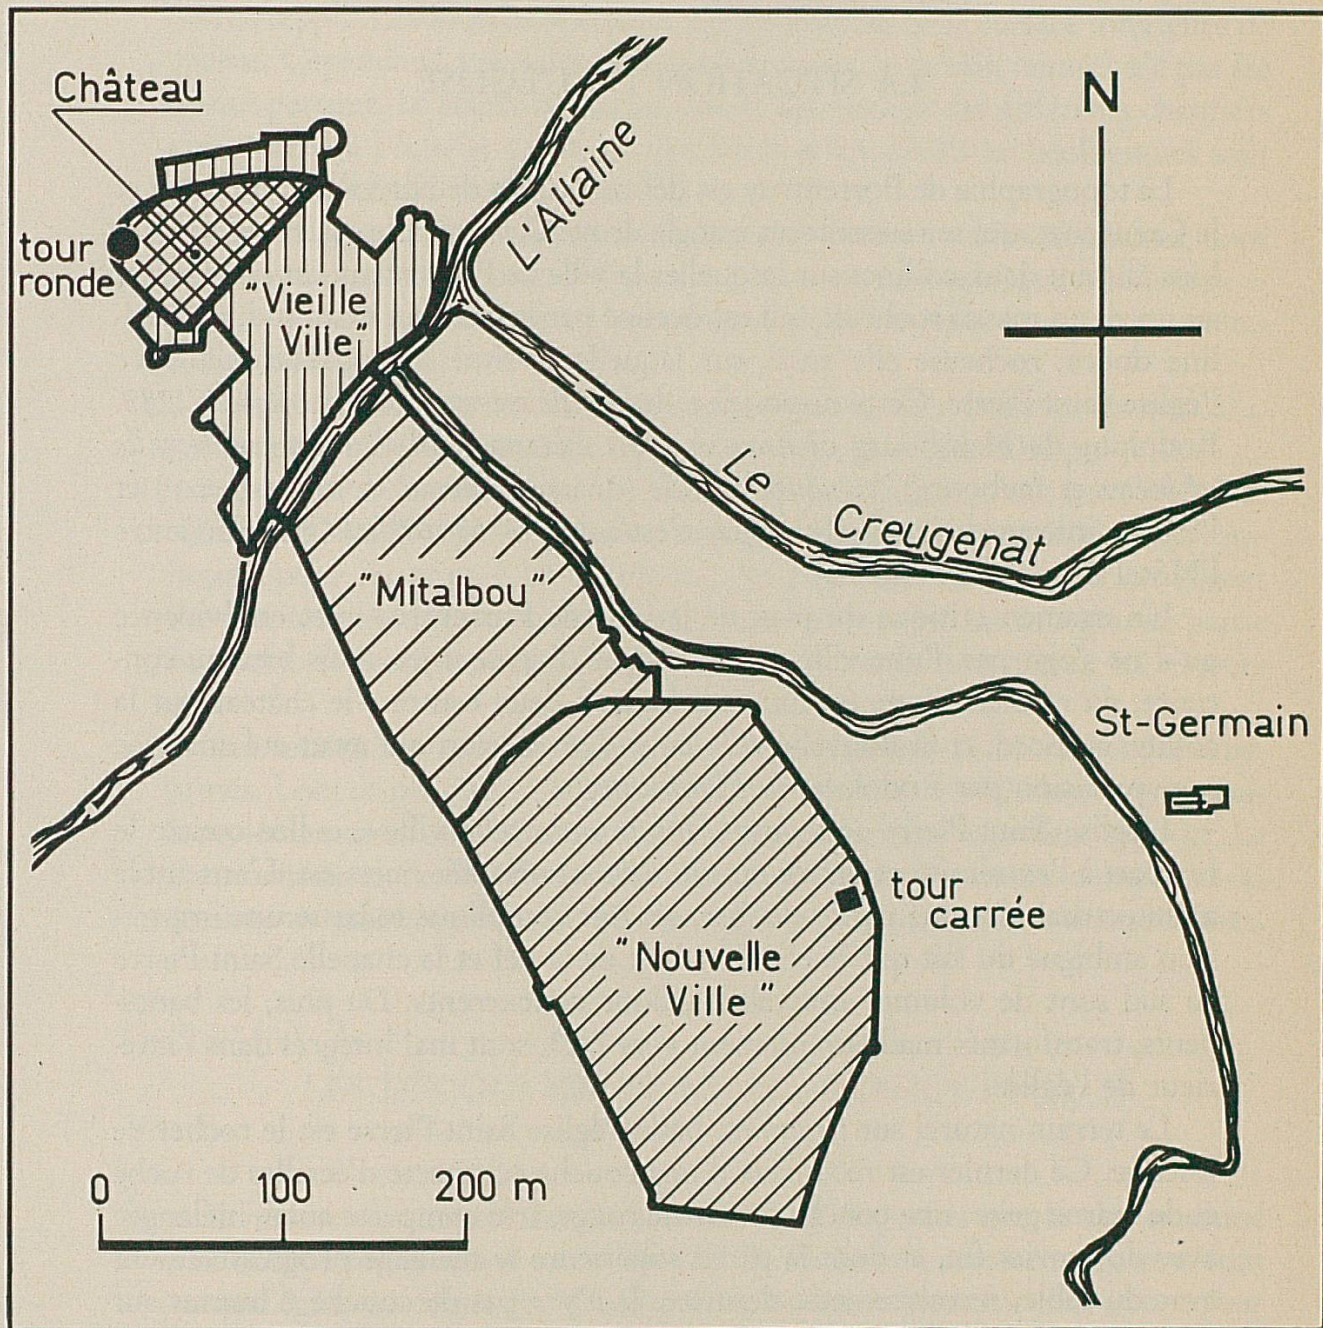 Château
N
L'Allaine
tour
ronde
"Vieille
Ville"
Le
Creugenat
"Mitalbou"
St-Germain
tour
carrée
"Nouvelle
Ville"
0 100 200 m